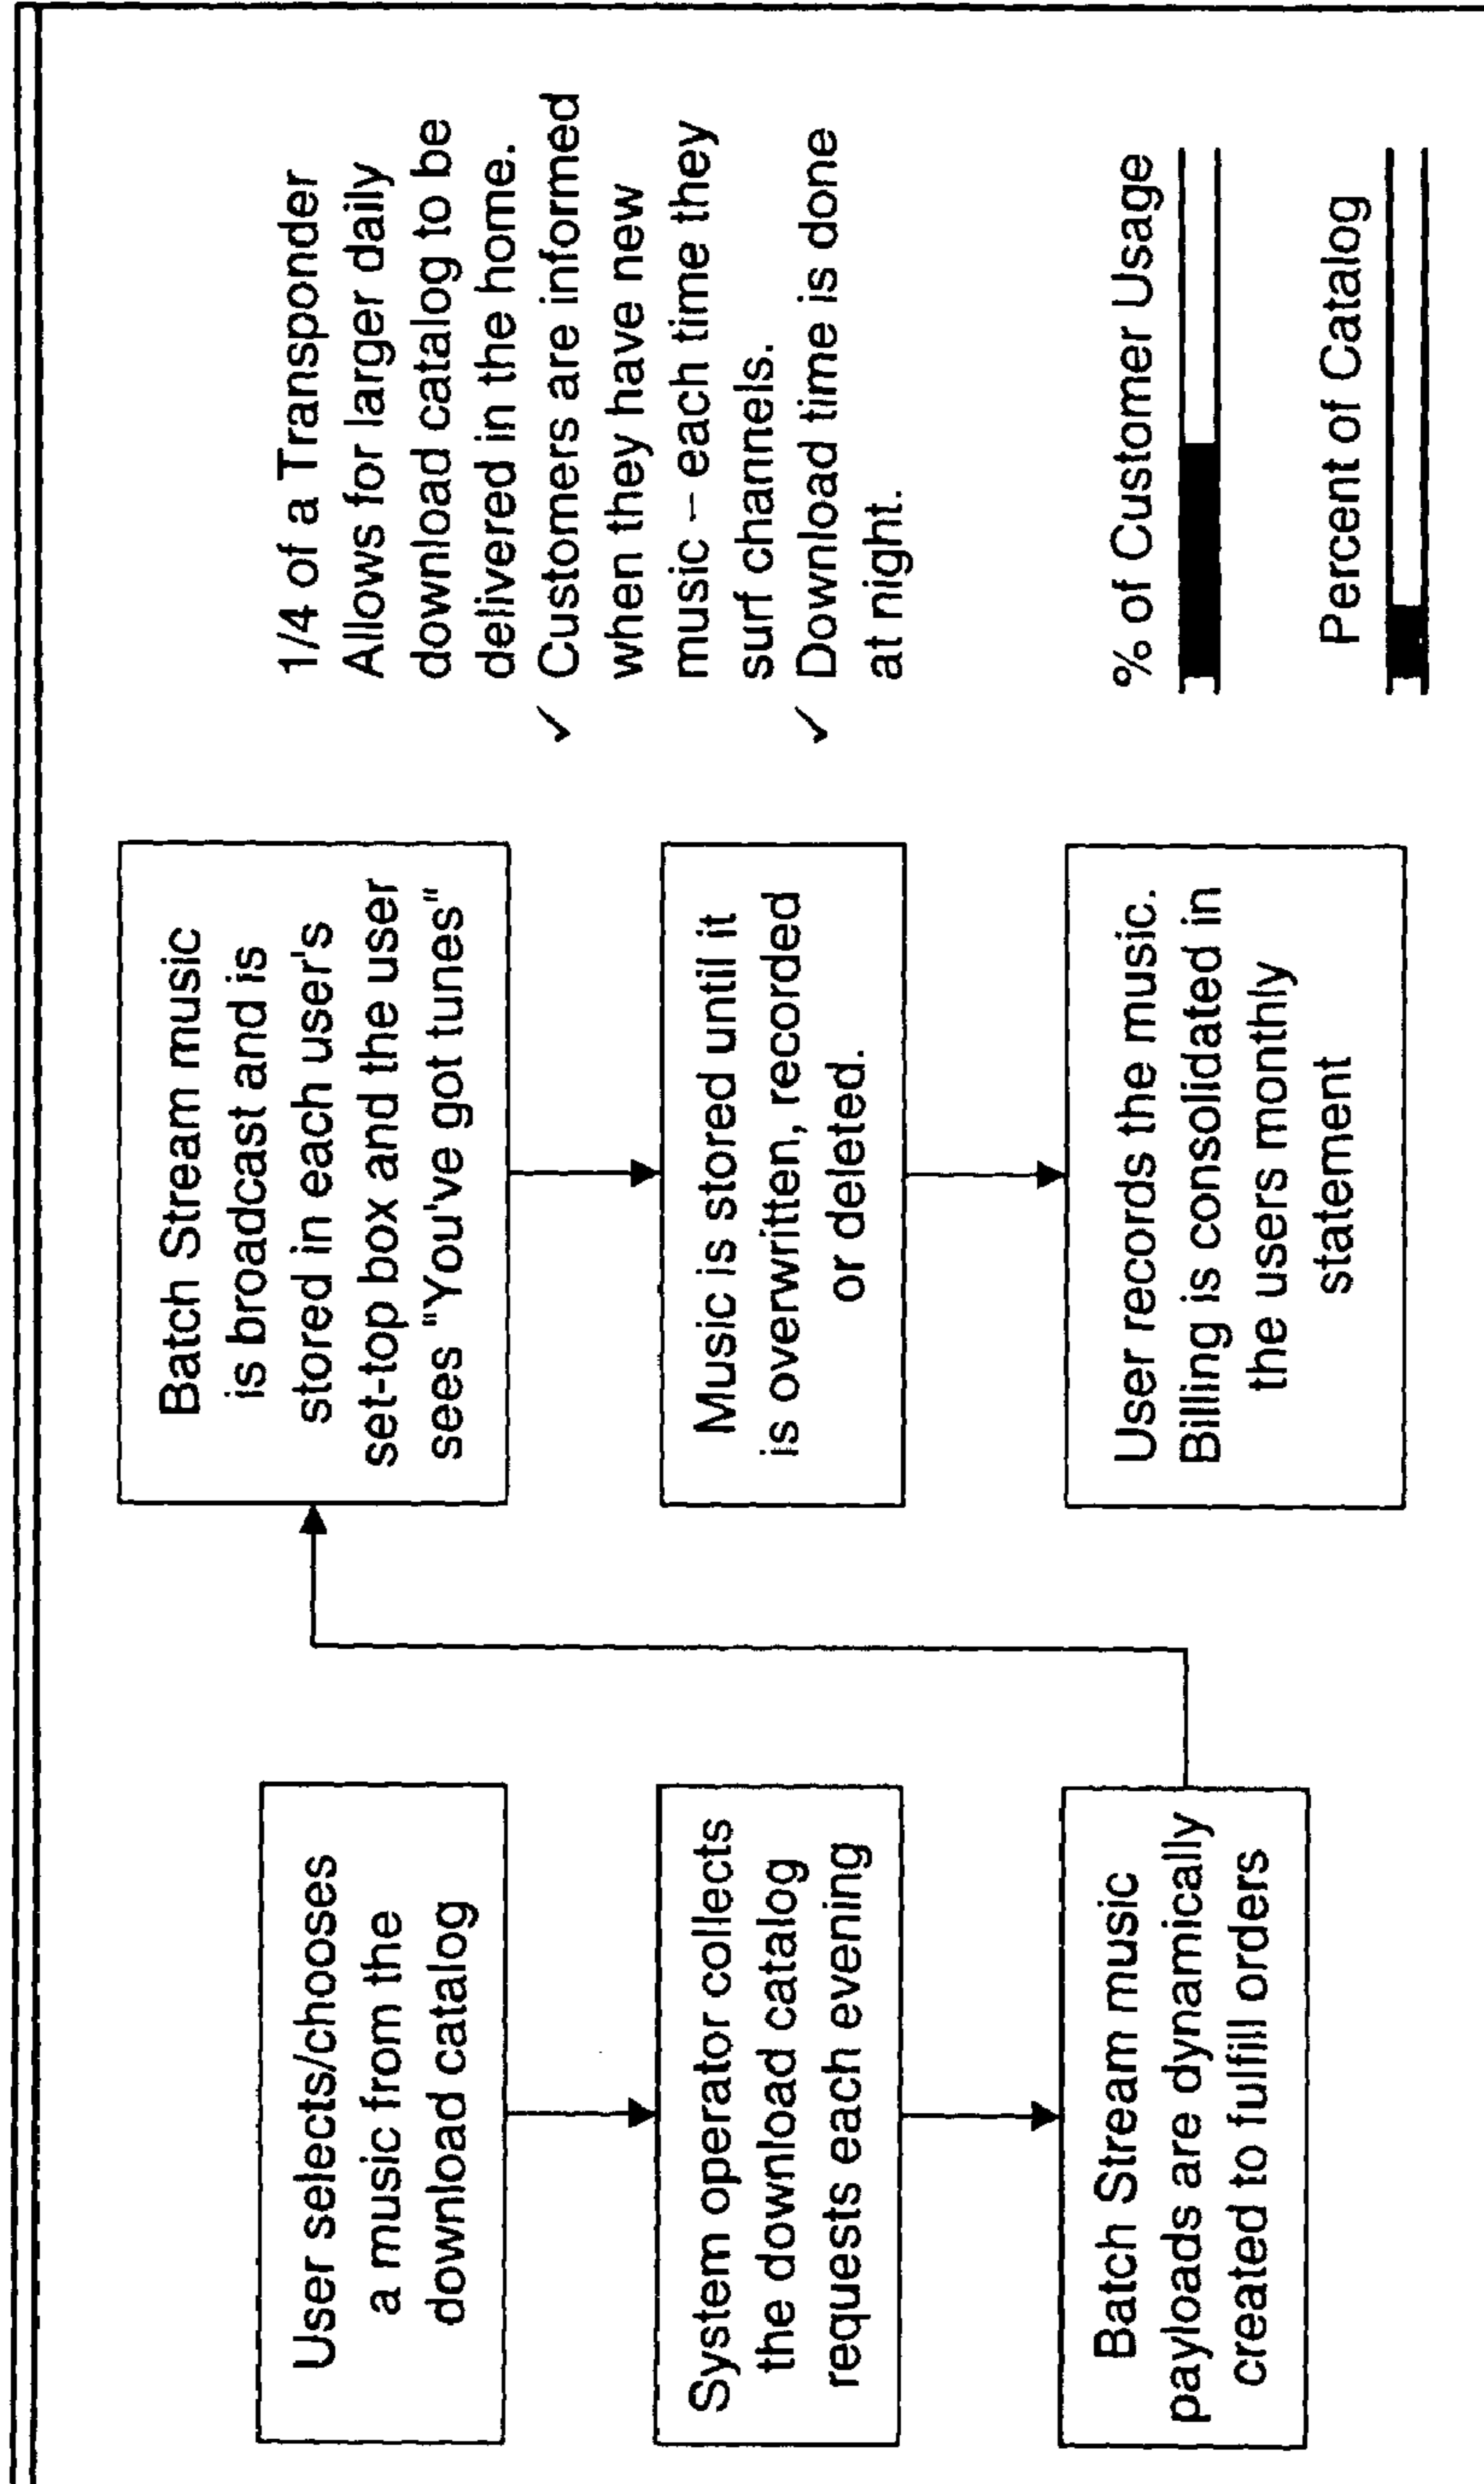 User selects/chooses
a music from the
download catalog
System operator collects
the download catalog
requests each evening
Batch Stream music
payloads are dynamically
created to fulfill orders
Batch Stream music
is broadcast and is
stored in each user's
set-top box and the user
sees "You've got tunes"
Music is stored until it
is overwritten, recorded
or deleted.
User records the music.
Billing is consolidated in
the users monthly
statement
1/4 of a Transponder
Allows for larger daily
download catalog to be
delivered in the home.
✓ Customers are informed
when they have new
music – each time they
surf channels.
✓ Download time is done
at night.
% of Customer Usage
Percent of Catalog